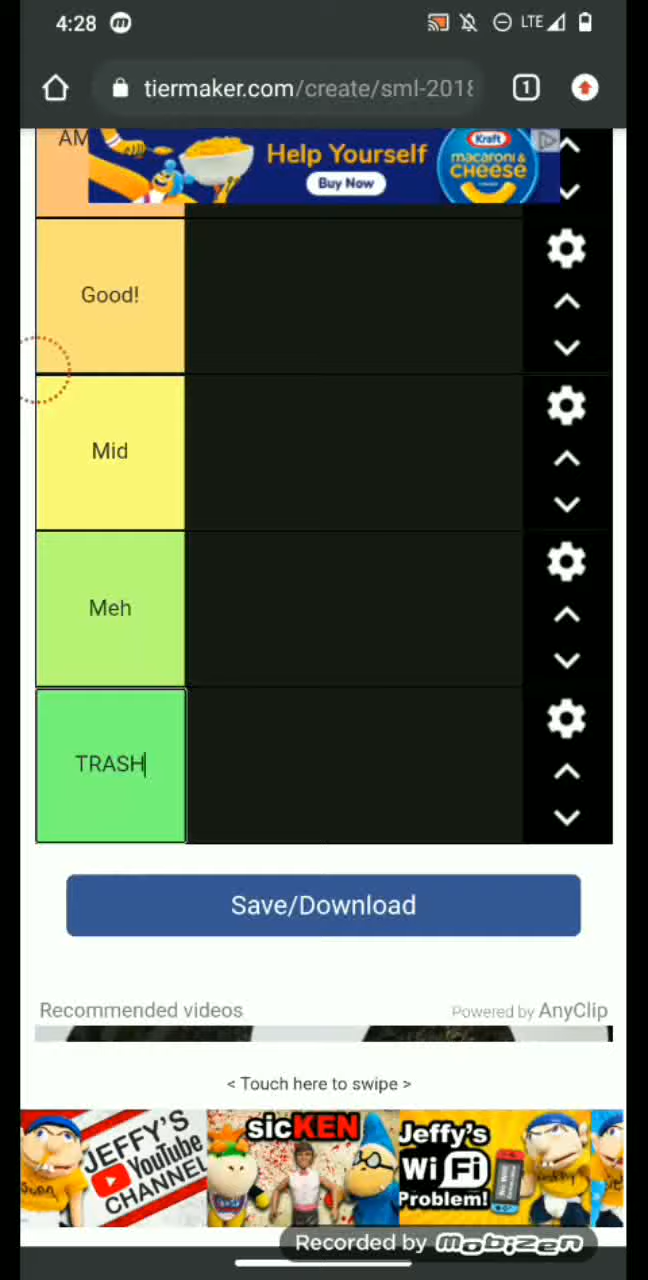 4:28
LTE
1
tiermaker.com/create/sml-2018
AM
Help Yourself
Buy Now
Kraft
macaroni &
CHEESE
Good!
Mid
Meh
TRASH
Save/Download
Recommended videos
Powered by AnyClip
< Touch here to swipe >
JEFFY'S
YouTube
CHANNEL
sicKEN
Jeffy's
Wi Fi
Problem!
Recorded by mobizen